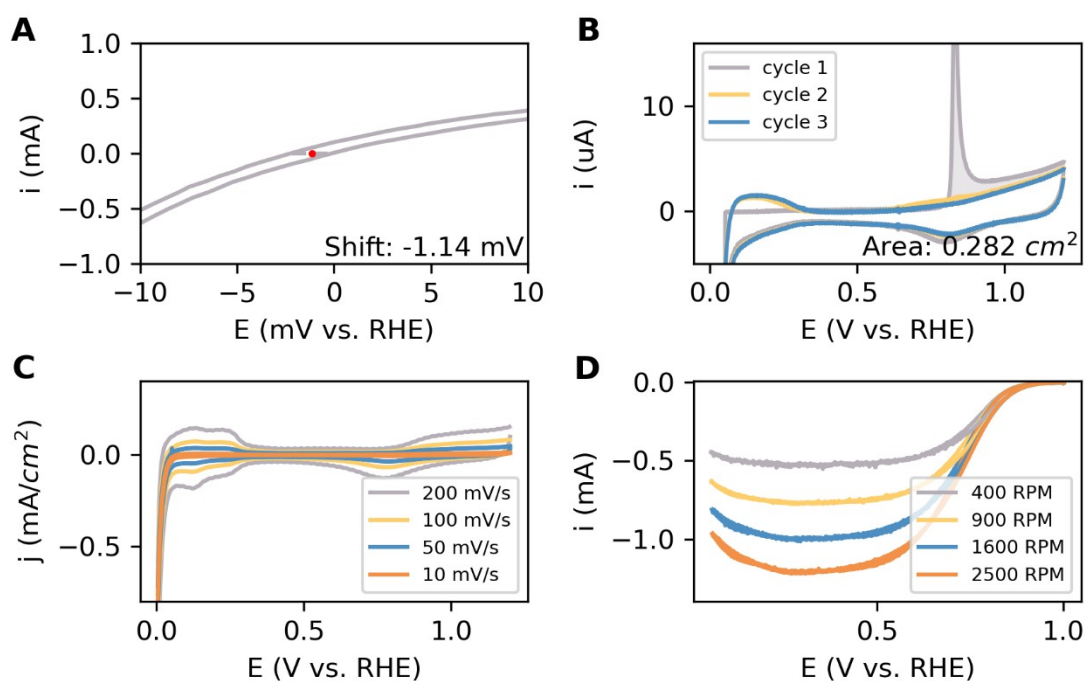 A
1.0
0.5
0.0
−0.5
−1.0
i (mA)
Shift: -1.14 mV
−10
−5
0
5
10
E (mV vs. RHE)
B
10
0
i (uA)
cycle 1
cycle 2
cycle 3
Area: 0.282 cm²
0.0
0.5
1.0
E (V vs. RHE)
C
0.0
−0.5
j (mA/cm²)
200 mV/s
100 mV/s
50 mV/s
10 mV/s
0.0
0.5
1.0
E (V vs. RHE)
D
0.0
−0.5
−1.0
i (mA)
400 RPM
900 RPM
1600 RPM
2500 RPM
0.5
1.0
E (V vs. RHE)